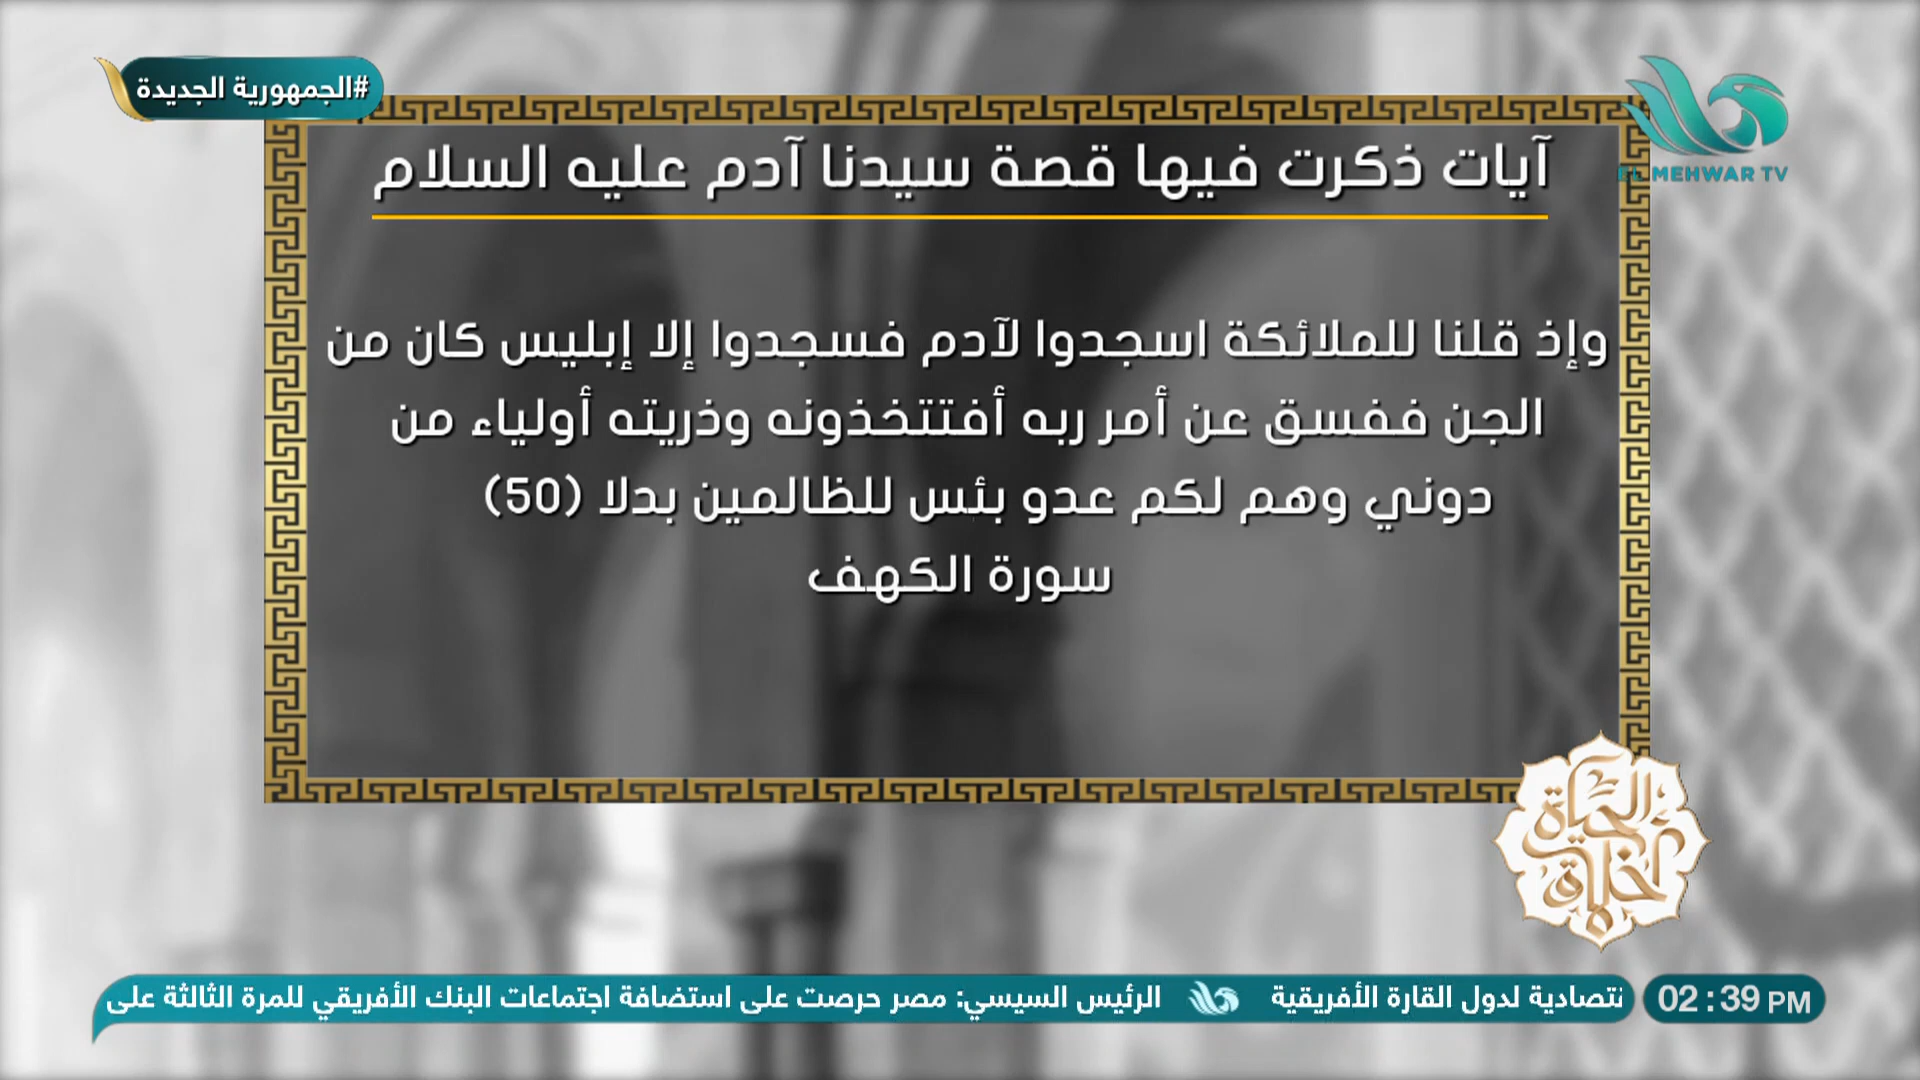 #الجمهورية الجديدة
EL MEHWAR TV
آيات ذكرت فيها قصة سيدنا آدم عليه السلام
وإذ قلنا للملائكة اسجدوا لآدم فسجدوا إلا إبليس كان من
الجن ففسق عن أمر ربه أفتتخذونه وذريته أولياء من
دوني وهم لكم عدو بئس للظالمين بدلا (50)
سورة الكهف
الحياة أخلاق
قتصادية لدول القارة الأفريقية الرئيس السيسي: مصر حرصت على استضافة اجتماعات البنك الأفريقي للمرة الثالثة على
02:39 PM